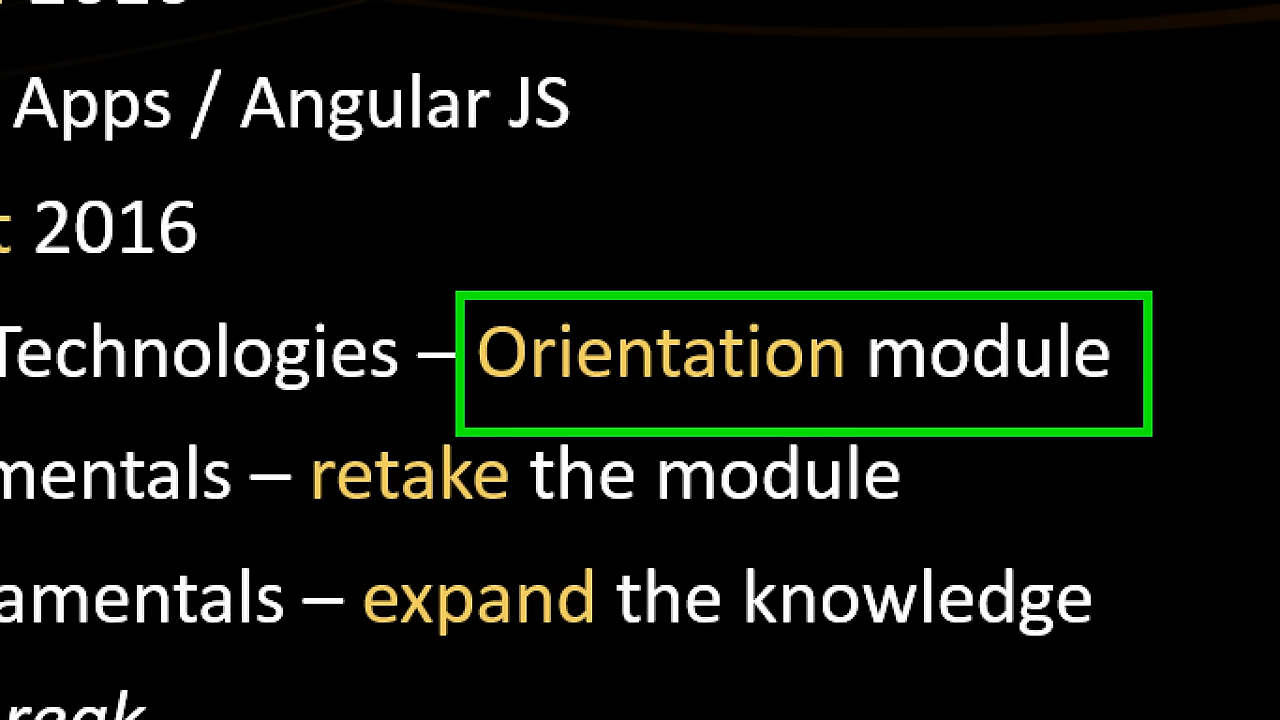 Apps / Angular JS
2016
Technologies – Orientation module
mentals – retake the module
amentals – expand the knowledge